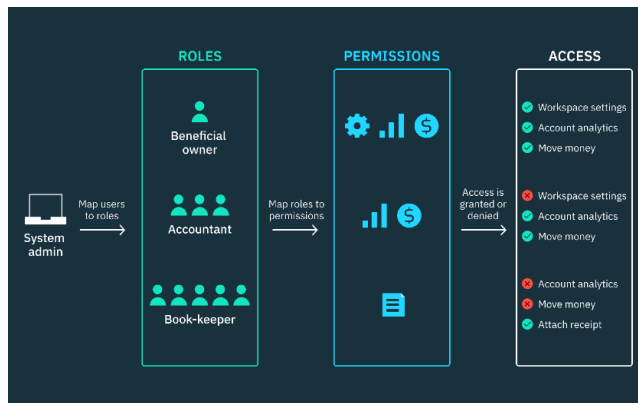 ROLES
PERMISSIONS
ACCESS
System
admin
Map users
to roles
Beneficial
owner
Accountant
Book-keeper
Map roles to
permissions
$
$
Access is
granted or
denied
Workspace settings
Account analytics
Move money
Workspace settings
Account analytics
Move money
Account analytics
Move money
Attach receipt